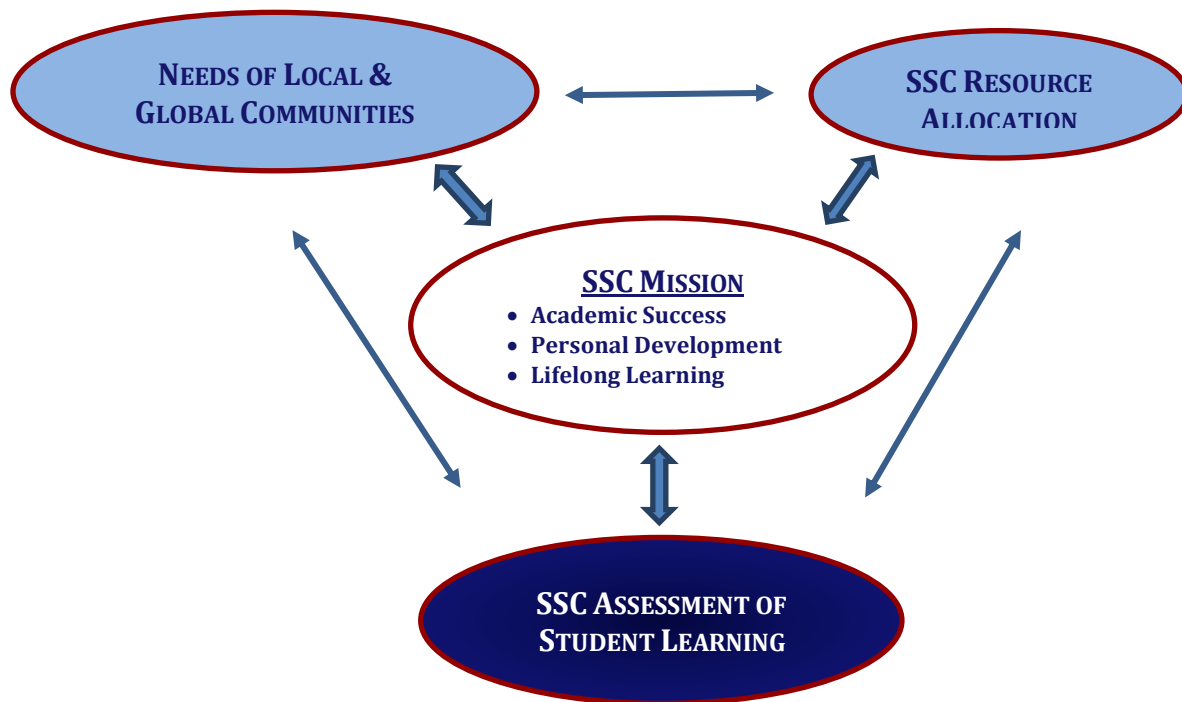 NEEDS OF LOCAL &
GLOBAL COMMUNITIES
SSC RESOURCE
ALLOCATION
SSC MISSION
• Academic Success
• Personal Development
• Lifelong Learning
SSC ASSESSMENT OF
STUDENT LEARNING